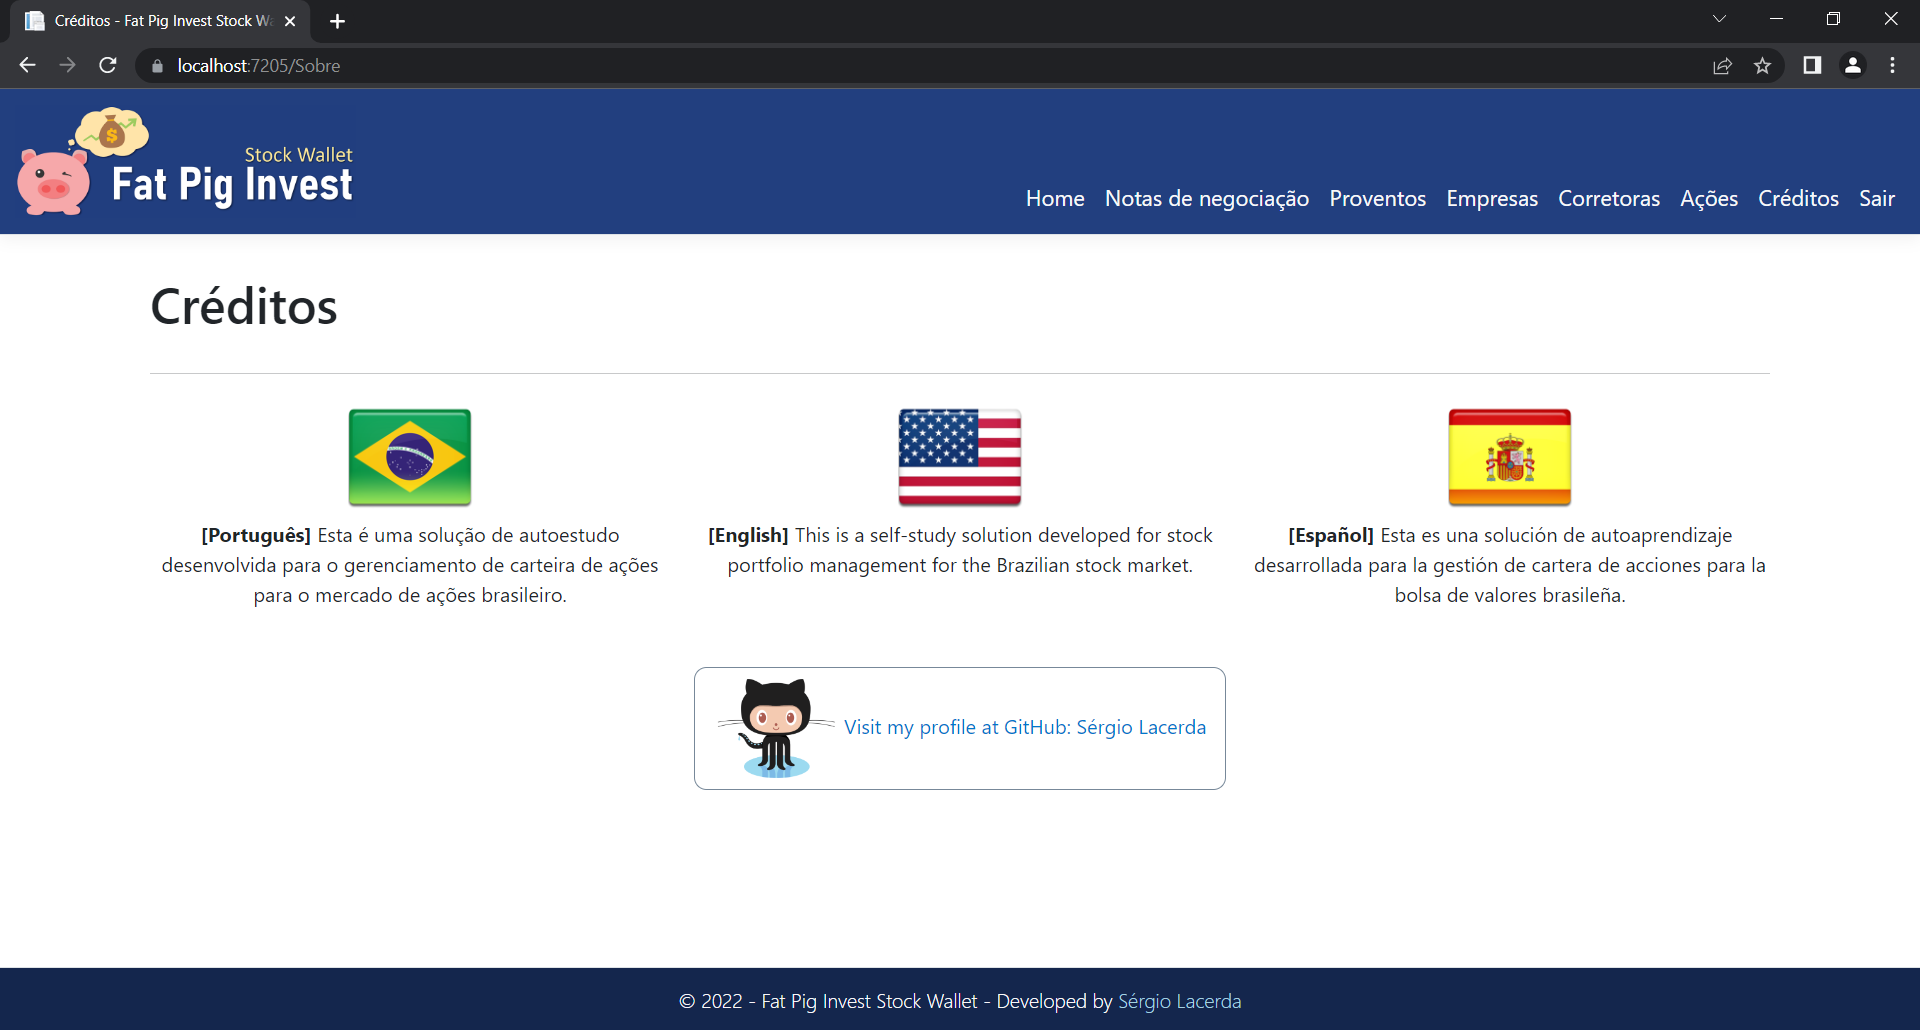 Créditos - Fat Pig Invest Stock W
localhost:7205/Sobre
Stock Wallet
Fat Pig Invest
Home Notas de negociação Proventos Empresas Corretoras Ações Créditos Sair
Créditos
[Português] Esta é uma solução de autoestudo
desenvolvida para o gerenciamento de carteira de ações
para o mercado de ações brasileiro.
[English] This is a self-study solution developed for stock
portfolio management for the Brazilian stock market.
[Español] Esta es una solución de autoaprendizaje
desarrollada para la gestión de cartera de acciones para la
bolsa de valores brasileña.
Visit my profile at GitHub: Sérgio Lacerda
© 2022 - Fat Pig Invest Stock Wallet - Developed by Sérgio Lacerda